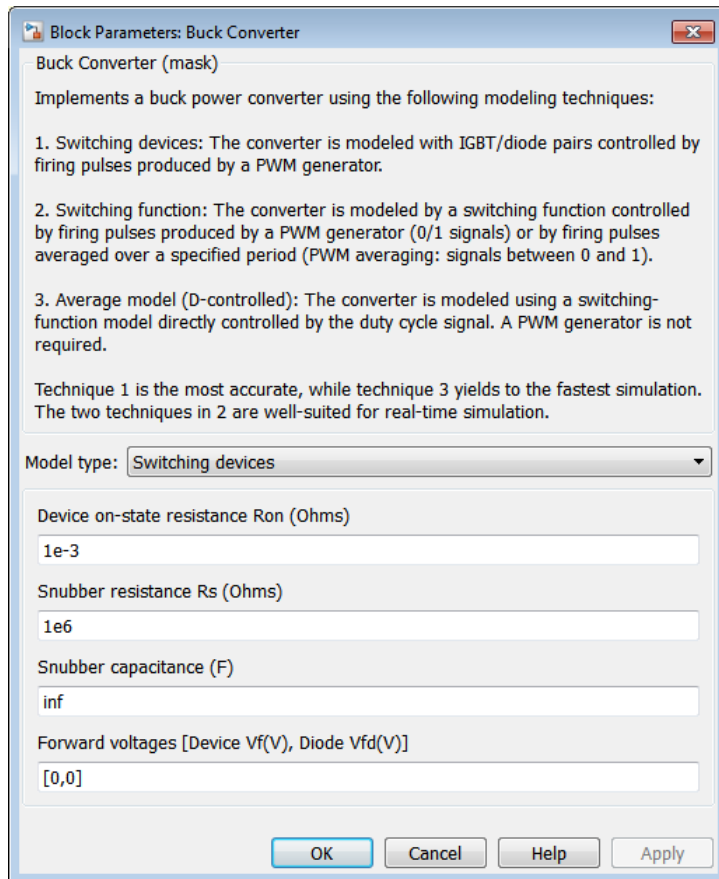 Block Parameters: Buck Converter
Buck Converter (mask)
Implements a buck power converter using the following modeling techniques:
1. Switching devices: The converter is modeled with IGBT/diode pairs controlled by
firing pulses produced by a PWM generator.
2. Switching function: The converter is modeled by a switching function controlled
by firing pulses produced by a PWM generator (0/1 signals) or by firing pulses
averaged over a specified period (PWM averaging: signals between 0 and 1).
3. Average model (D-controlled): The converter is modeled using a switching-
function model directly controlled by the duty cycle signal. A PWM generator is not
required.
Technique 1 is the most accurate, while technique 3 yields to the fastest simulation.
The two techniques in 2 are well-suited for real-time simulation.
Model type: Switching devices
Device on-state resistance Ron (Ohms)
1e-3
Snubber resistance Rs (Ohms)
1e6
Snubber capacitance (F)
inf
Forward voltages [Device Vf(V), Diode Vfd(V)]
[0,0]
OK Cancel Help Apply